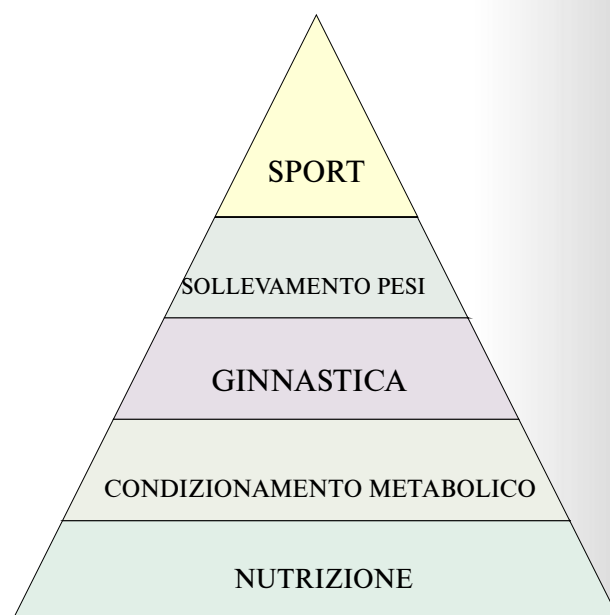 SPORT
SOLLEVAMENTO PESI
GINNASTICA
CONDIZIONAMENTO METABOLICO
NUTRIZIONE